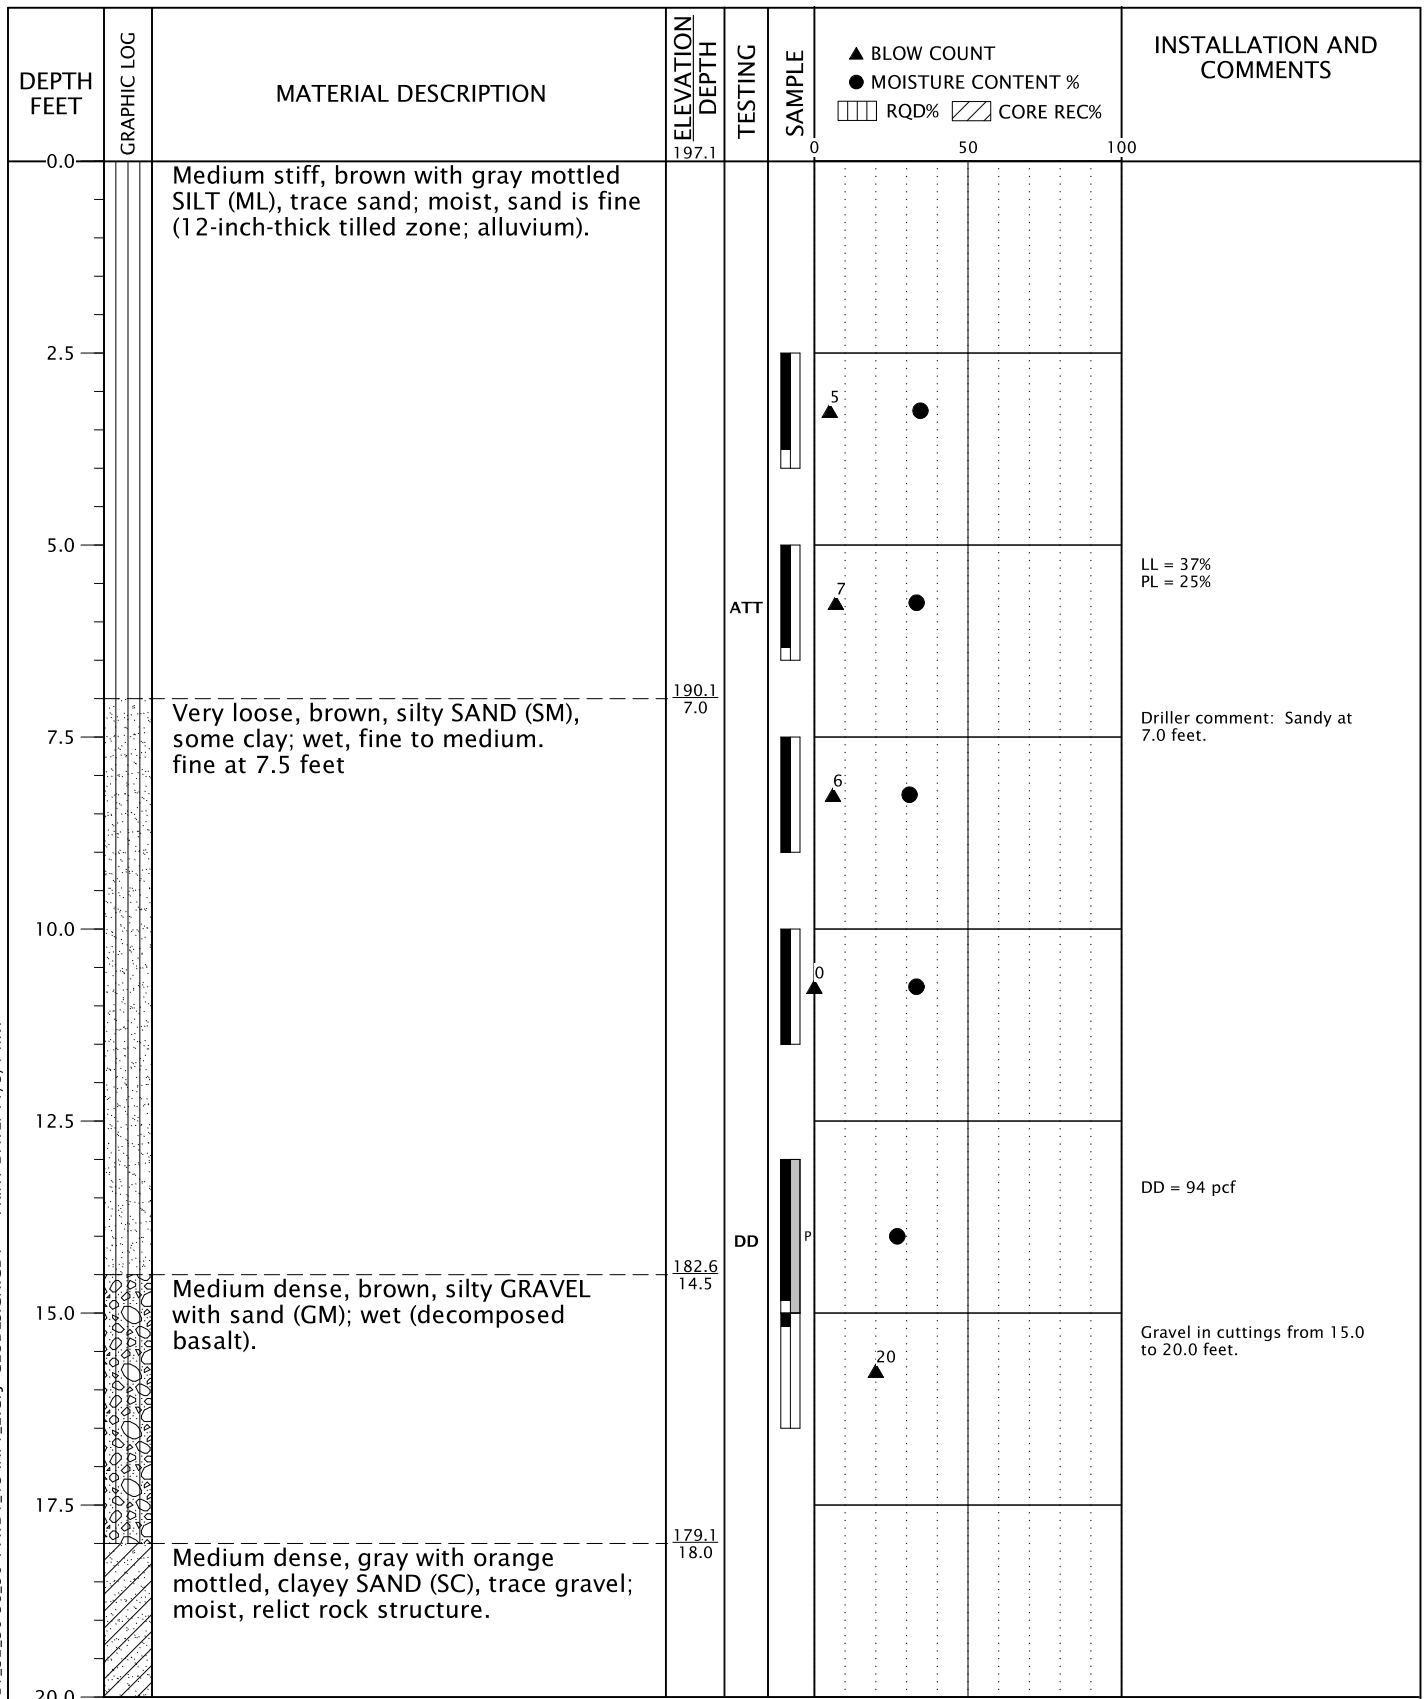 DEPTH
FEET
GRAPHIC LOG
MATERIAL DESCRIPTION
ELEVATION
DEPTH
TESTING
SAMPLE
▲ BLOW COUNT
● MOISTURE CONTENT %
RQD% CORE REC%
0 50 100
INSTALLATION AND
COMMENTS
0.0
197.1
Medium stiff, brown with gray mottled
SILT (ML), trace sand; moist, sand is fine
(12-inch-thick tilled zone; alluvium).
2.5
5
5.0
LL = 37%
PL = 25%
7
ATT
190.1
7.0
Very loose, brown, silty SAND (SM),
some clay; wet, fine to medium.
fine at 7.5 feet
Driller comment:  Sandy at
7.0 feet.
7.5
6
10.0
0
12.5
DD = 94 pcf
DD
P
182.6
14.5
Medium dense, brown, silty GRAVEL
with sand (GM); wet (decomposed
basalt).
15.0
Gravel in cuttings from 15.0
to 20.0 feet.
20
17.5
179.1
18.0
Medium dense, gray with orange
mottled, clayey SAND (SC), trace gravel;
moist, relict rock structure.
20.0